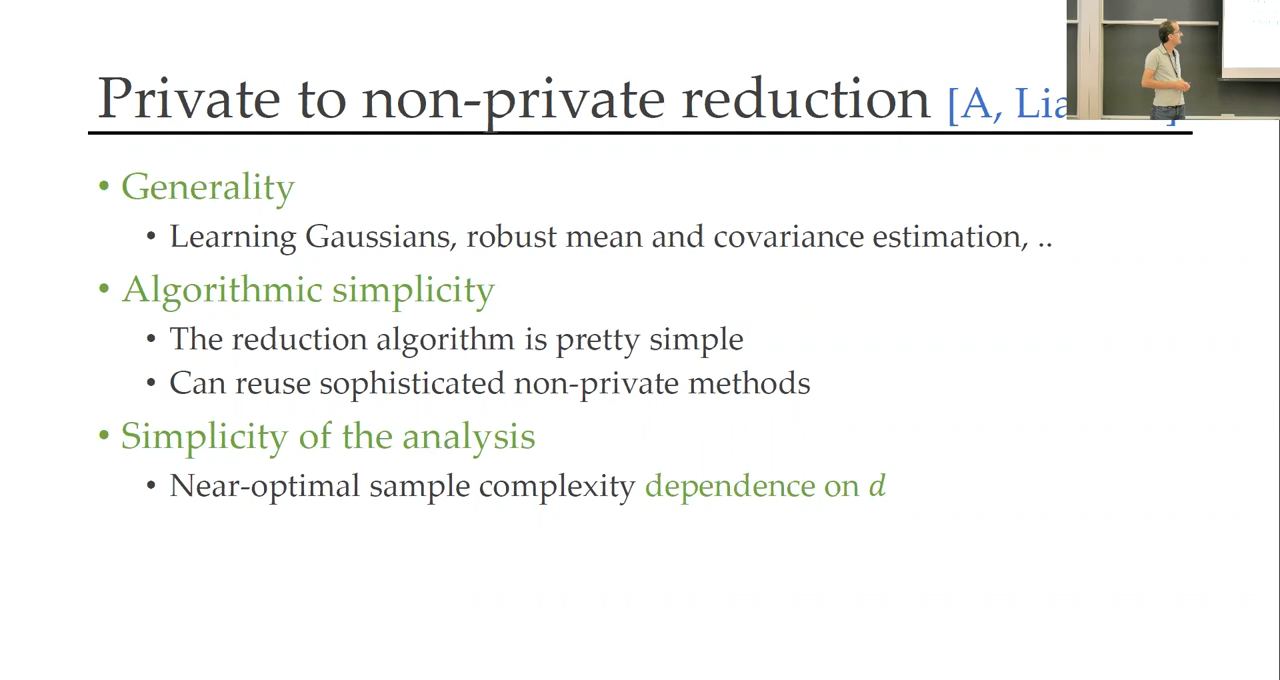 Private to non-private reduction [A,
• Generality
• Learning Gaussians, robust mean and covariance estimation, ..
• Algorithmic simplicity
• The reduction algorithm is pretty simple
• Can reuse sophisticated non-private methods
• Simplicity of the analysis
• Near-optimal sample complexity dependence on d